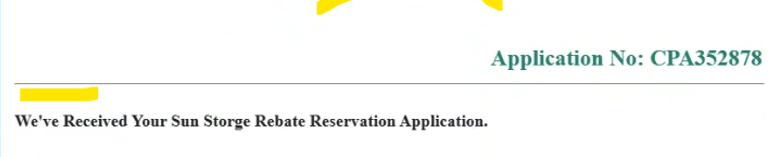 Application No: CPA352878
We've Received Your Sun Storge Rebate Reservation Application.